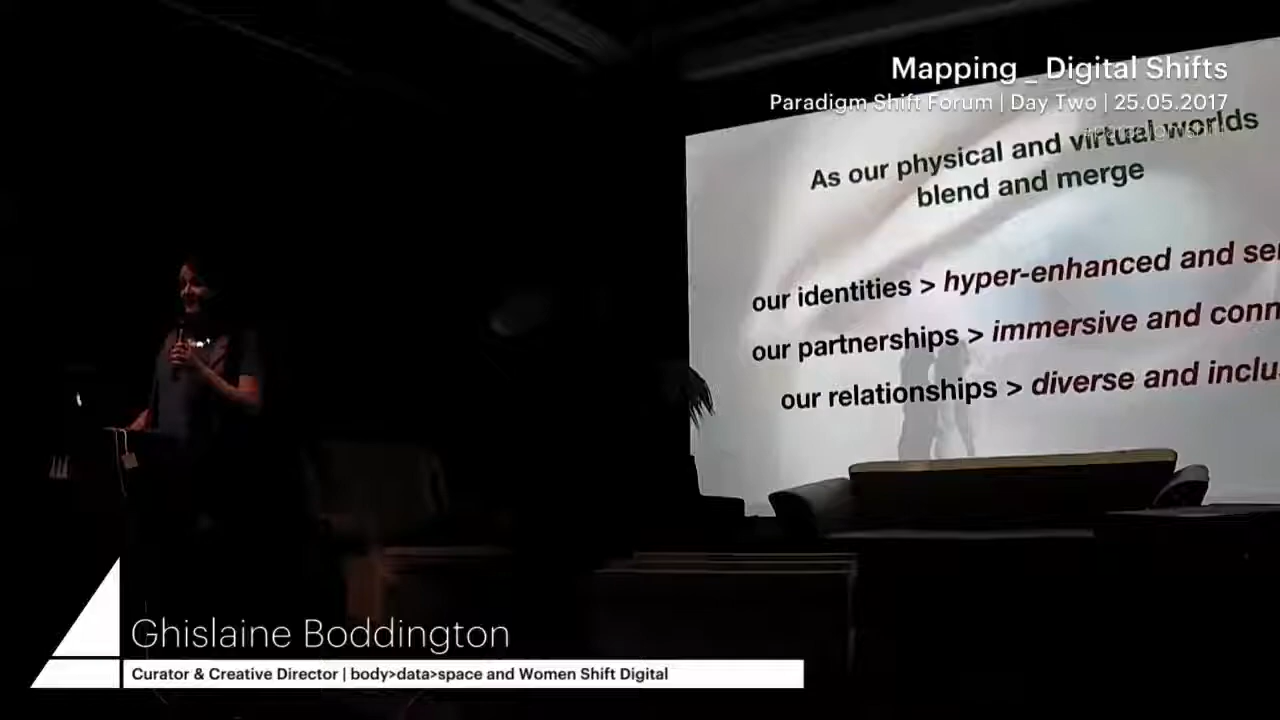 Mapping _ Digital Shifts
Paradigm Shift Forum | Day Two | 25.05.2017
As our physical and virtual worlds
blend and merge
our identities > hyper-enhanced and
our partnerships > immersive and
our relationships > diverse and
Ghislaine Boddington
Curator & Creative Director | body>data>space and Women Shift Digital